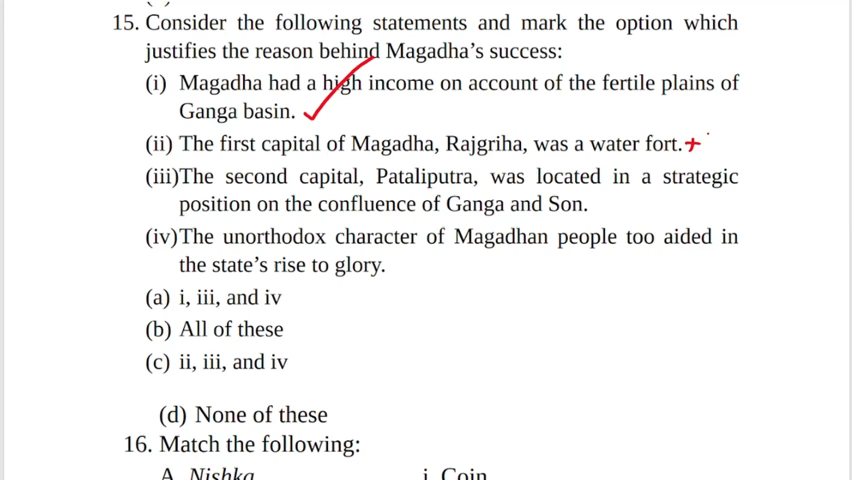 15. Consider the following statements and mark the option which
justifies the reason behind Magadha's success:
(i) Magadha had a high income on account of the fertile plains of
Ganga basin.
(ii) The first capital of Magadha, Rajgriha, was a water fort.
(iii)The second capital, Pataliputra, was located in a strategic
position on the confluence of Ganga and Son.
(iv)The unorthodox character of Magadhan people too aided in
the state's rise to glory.
(a) i, iii, and iv
(b) All of these
(c) ii, iii, and iv
(d) None of these
16. Match the following:
A. Nishka i. Coin